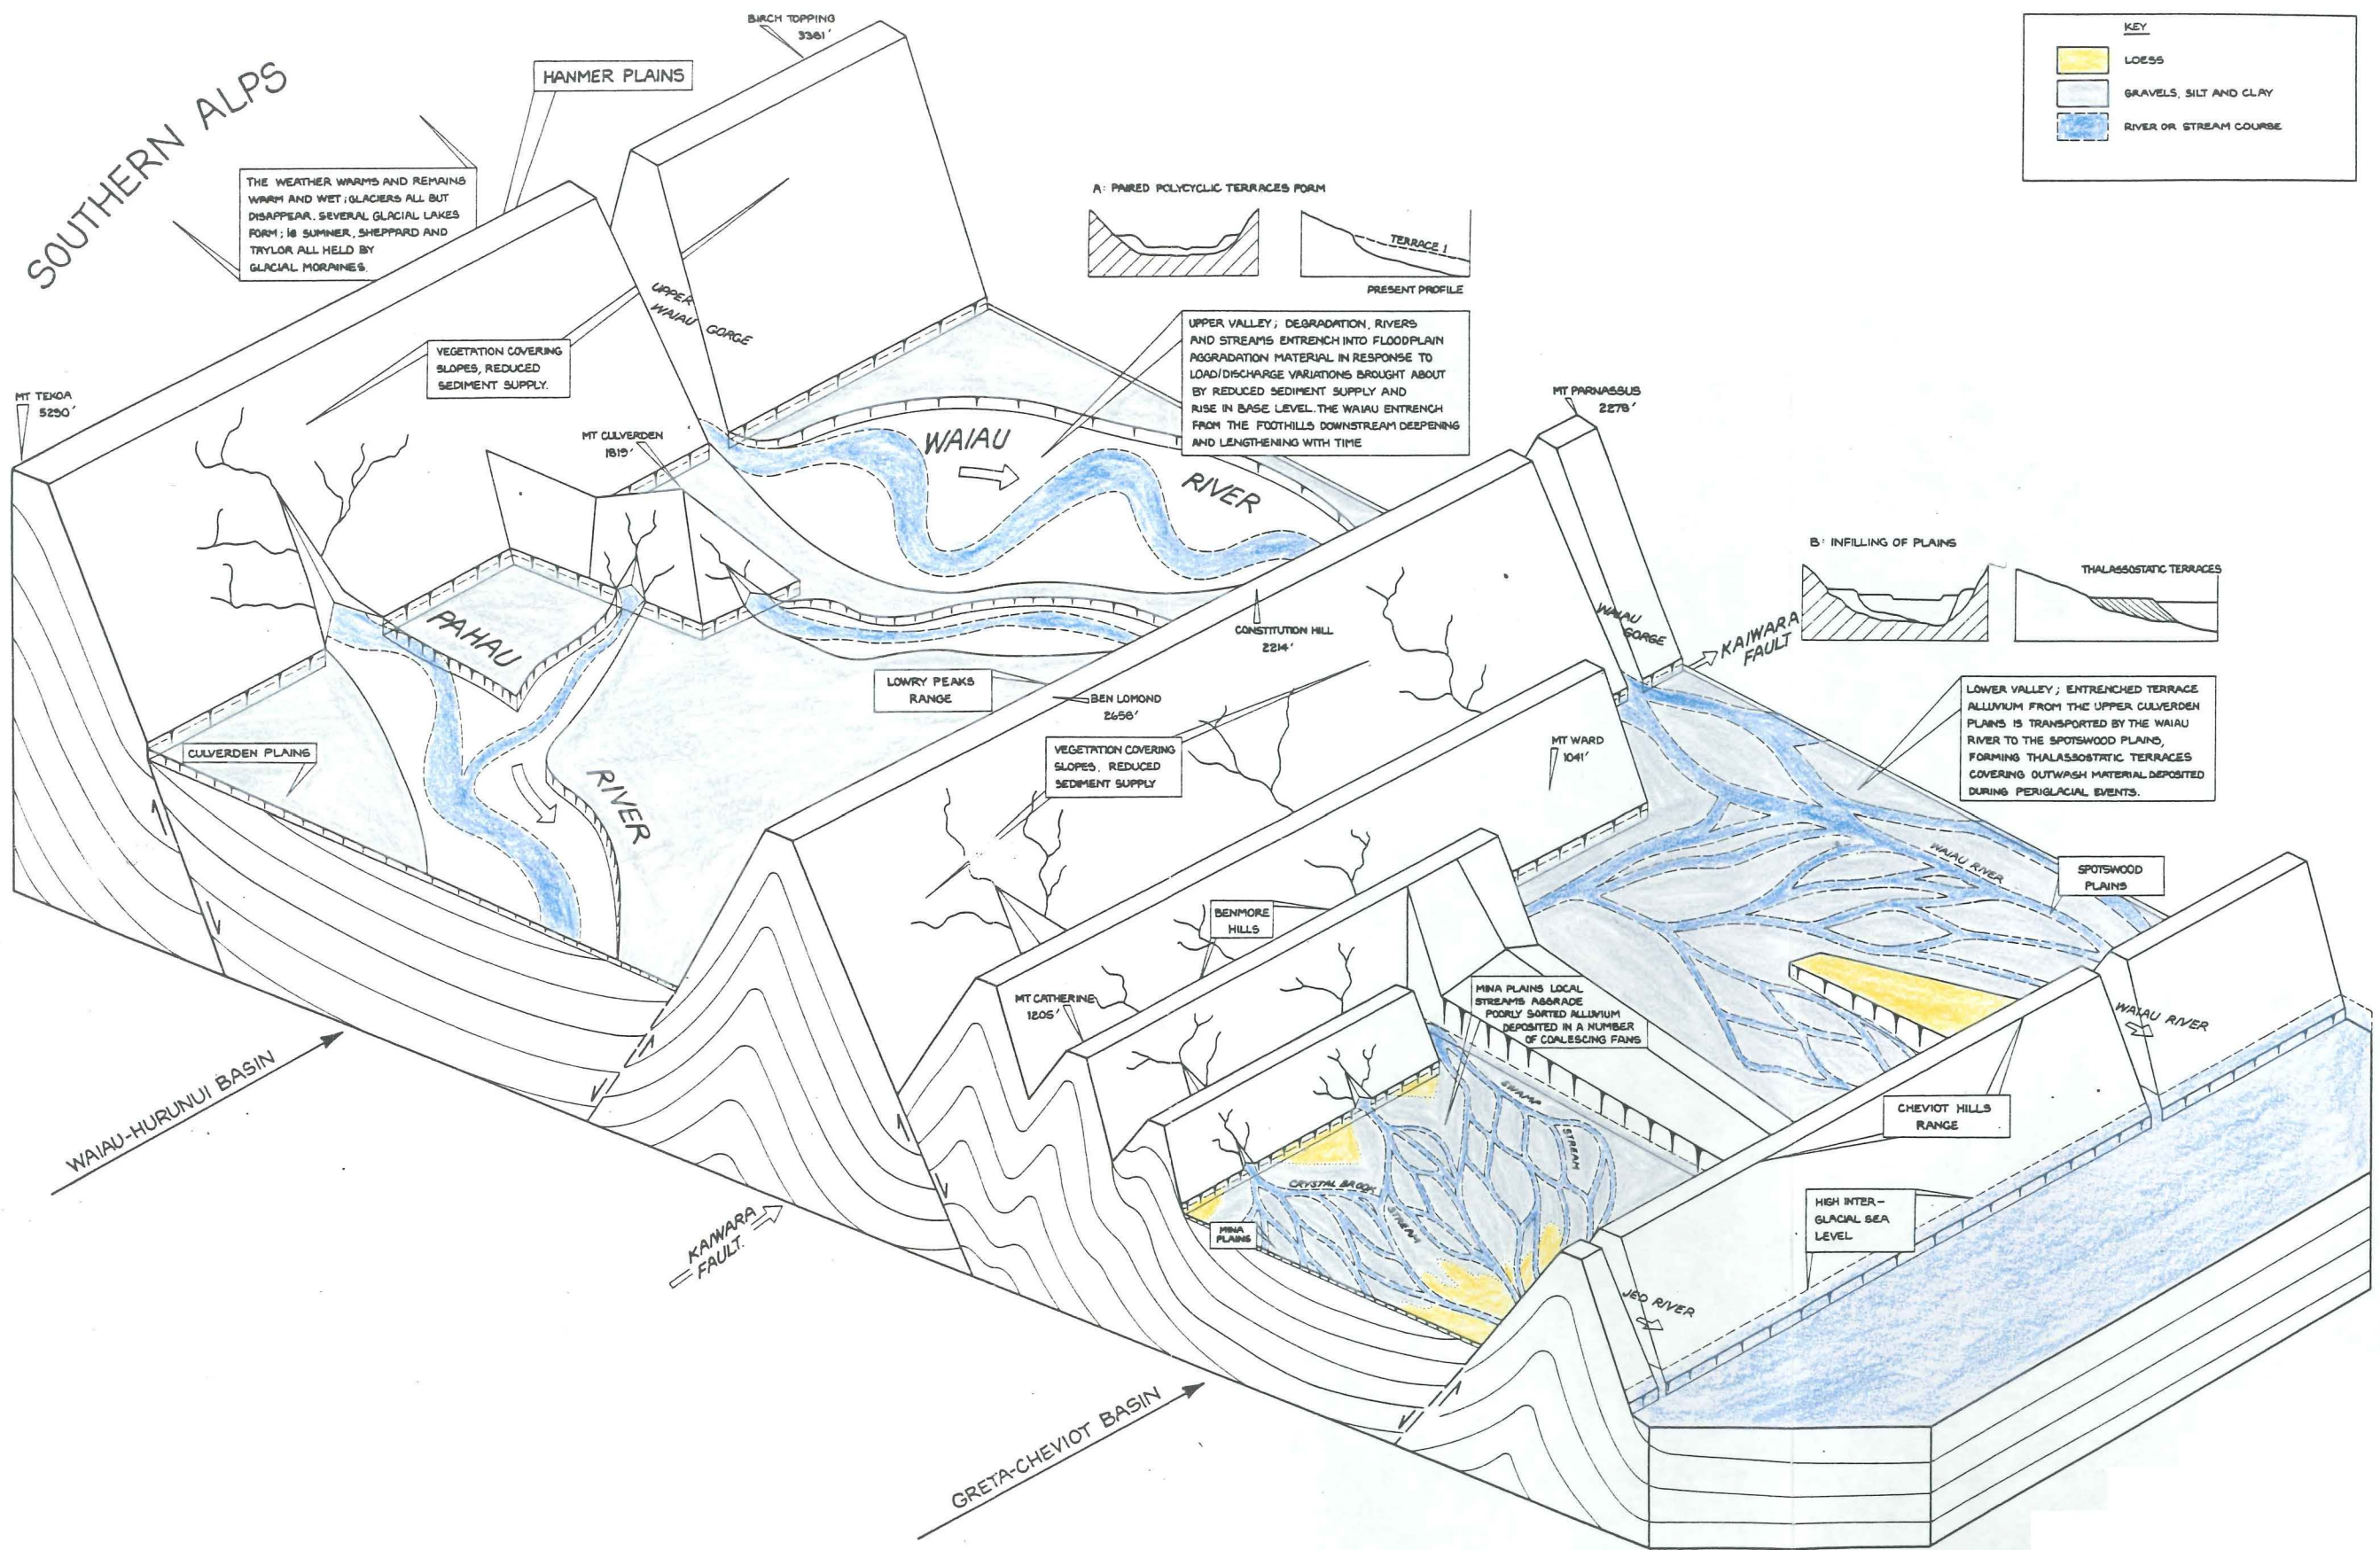 BIRCH TOPPING
3361'
KEY
LOESS
GRAVELS, SILT AND CLAY
RIVER OR STREAM COURSE
SOUTHERN ALPS
HANMER PLAINS
THE WEATHER WARMS AND REMAINS
WARM AND WET; GLACIERS ALL BUT
DISAPPEAR. SEVERAL GLACIAL LAKES
FORM; IE SUMNER, SHEPPARD AND
TAYLOR ALL HELD BY
GLACIAL MORAINES.
A: PAIRED POLYCYCLIC TERRACES FORM
TERRACE 1
PRESENT PROFILE
UPPER
WAIAU GORGE
VEGETATION COVERING
SLOPES, REDUCED
SEDIMENT SUPPLY.
UPPER VALLEY; DEGRADATION, RIVERS
AND STREAMS ENTRENCH INTO FLOODPLAIN
AGGRADATION MATERIAL IN RESPONSE TO
LOAD/DISCHARGE VARIATIONS BROUGHT ABOUT
BY REDUCED SEDIMENT SUPPLY AND
RISE IN BASE LEVEL. THE WAIAU ENTRENCH
FROM THE FOOTHILLS DOWNSTREAM DEEPENING
AND LENGTHENING WITH TIME
MT TEKOA
5290'
MT CULVERDEN
1819'
WAIAU
RIVER
MT PARNASSUS
2278'
B: INFILLING OF PLAINS
THALASSOSTATIC TERRACES
PAHAU
RIVER
CONSTITUTION HILL
2214'
WAIAU
GORGE
KAIWARA
FAULT
LOWRY PEAKS
RANGE
BEN LOMOND
2658'
LOWER VALLEY; ENTRENCHED TERRACE
ALLUVIUM FROM THE UPPER CULVERDEN
PLAINS IS TRANSPORTED BY THE WAIAU
RIVER TO THE SPOTSWOOD PLAINS,
FORMING THALASSOSTATIC TERRACES
COVERING OUTWASH MATERIAL DEPOSITED
DURING PERIGLACIAL EVENTS.
CULVERDEN PLAINS
VEGETATION COVERING
SLOPES, REDUCED
SEDIMENT SUPPLY
MT WARD
1041'
WAIAU RIVER
SPOTSWOOD
PLAINS
BENMORE
HILLS
MT CATHERINE
1205'
MINA PLAINS LOCAL
STREAMS AGGRADE
POORLY SORTED ALLUVIUM
DEPOSITED IN A NUMBER
OF COALESCING FANS
WAIAU RIVER
WAIAU-HURUNUI BASIN
SWAMP
STREAM
CHEVIOT HILLS
RANGE
CRYSTAL BROOK
STREAM
MINA
PLAINS
HIGH INTER-
GLACIAL SEA
LEVEL
KAIWARA
FAULT.
JED RIVER
GRETA-CHEVIOT BASIN